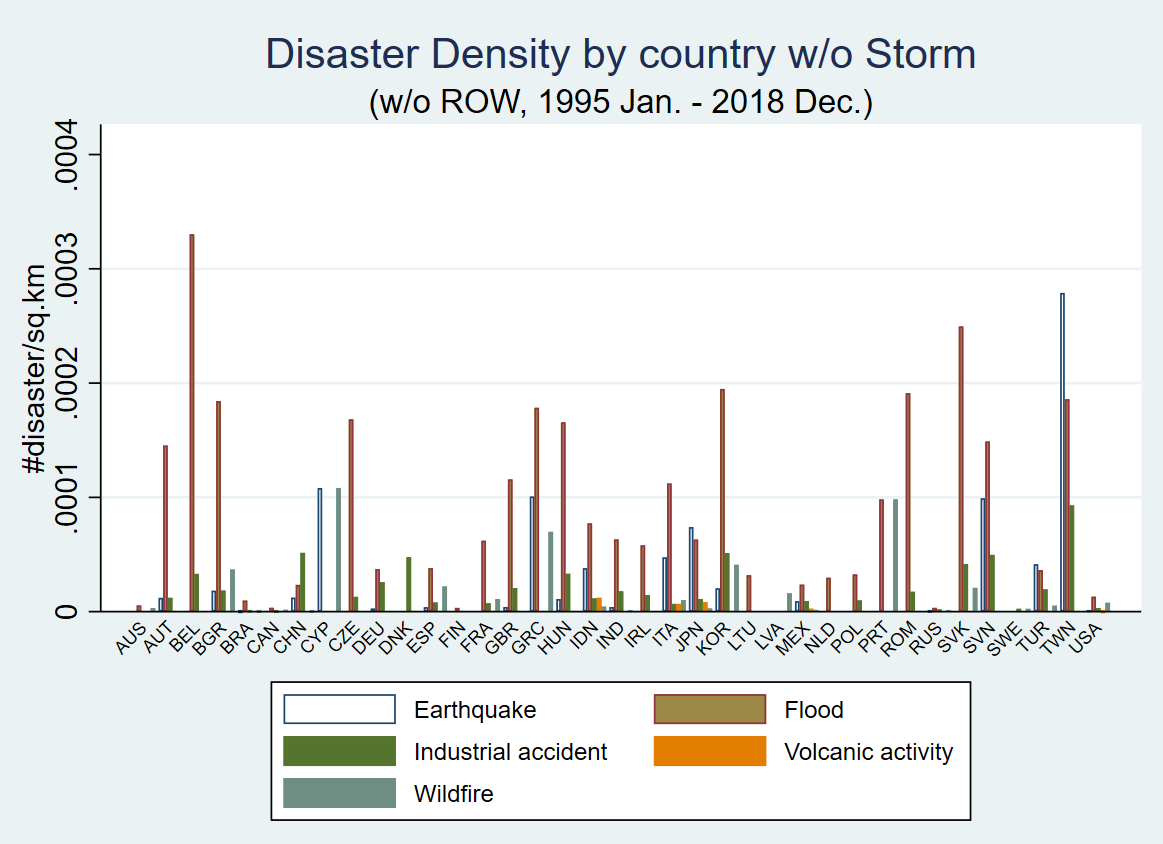 Disaster Density by country w/o Storm
(w/o ROW, 1995 Jan. - 2018 Dec.)
#disaster/sq.km
.0004
.0003
.0002
.0001
0
AUS AUT BEL BGR BRA CAN CHN CYP CZE DEU DNK ESP FIN FRA GBR GRC HUN IDN IND IRL ITA JPN KOR LTU LVA MEX NLD POL PRT ROM RUS SVK SVN SWE TUR TWN USA
Earthquake Flood
Industrial accident Volcanic activity
Wildfire